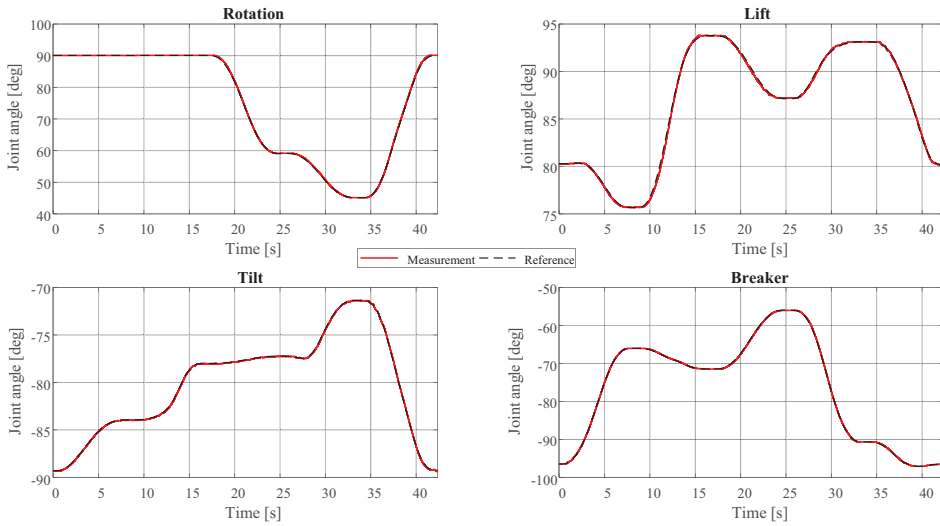 Rotation
Joint angle [deg]
100
90
80
70
60
50
40
0 5 10 15 20 25 30 35 40
Time [s]
Lift
Joint angle [deg]
95
90
85
80
75
0 5 10 15 20 25 30 35 40
Time [s]
Measurement Reference
Tilt
Joint angle [deg]
-70
-75
-80
-85
-90
0 5 10 15 20 25 30 35 40
Time [s]
Breaker
Joint angle [deg]
-50
-60
-70
-80
-90
-100
0 5 10 15 20 25 30 35 40
Time [s]